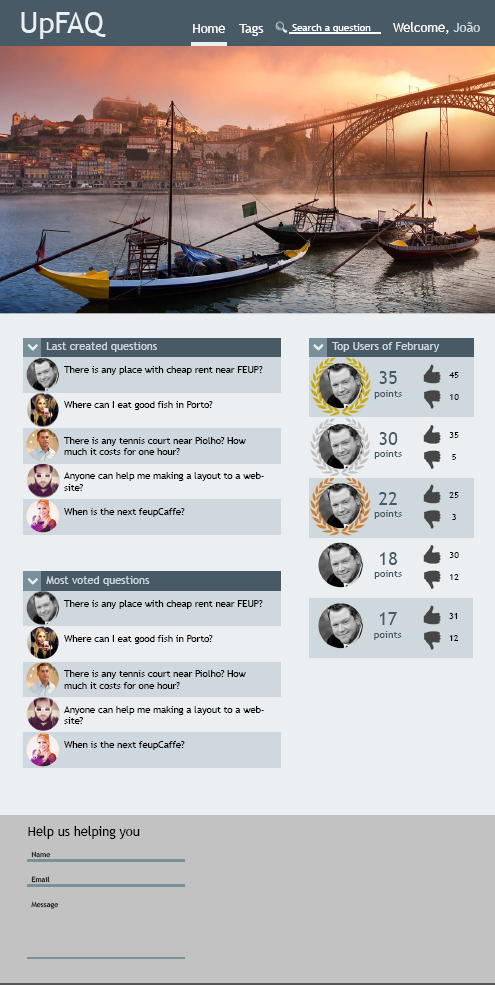 UpFAQ
Home
Tags
Search a question
Welcome, João
Last created questions
There is any place with cheap rent near FEUP?
Where can I eat good fish in Porto?
There is any tennis court near Piolho? How
much it costs for one hour?
Anyone can help me making a layout to a web-
site?
When is the next feupCaffe?
Most voted questions
There is any place with cheap rent near FEUP?
Where can I eat good fish in Porto?
There is any tennis court near Piolho? How
much it costs for one hour?
Anyone can help me making a layout to a web-
site?
When is the next feupCaffe?
Top Users of February
35
points
45
10
30
points
35
5
22
points
25
3
18
points
30
12
17
points
31
12
Help us helping you
Name
Email
Message